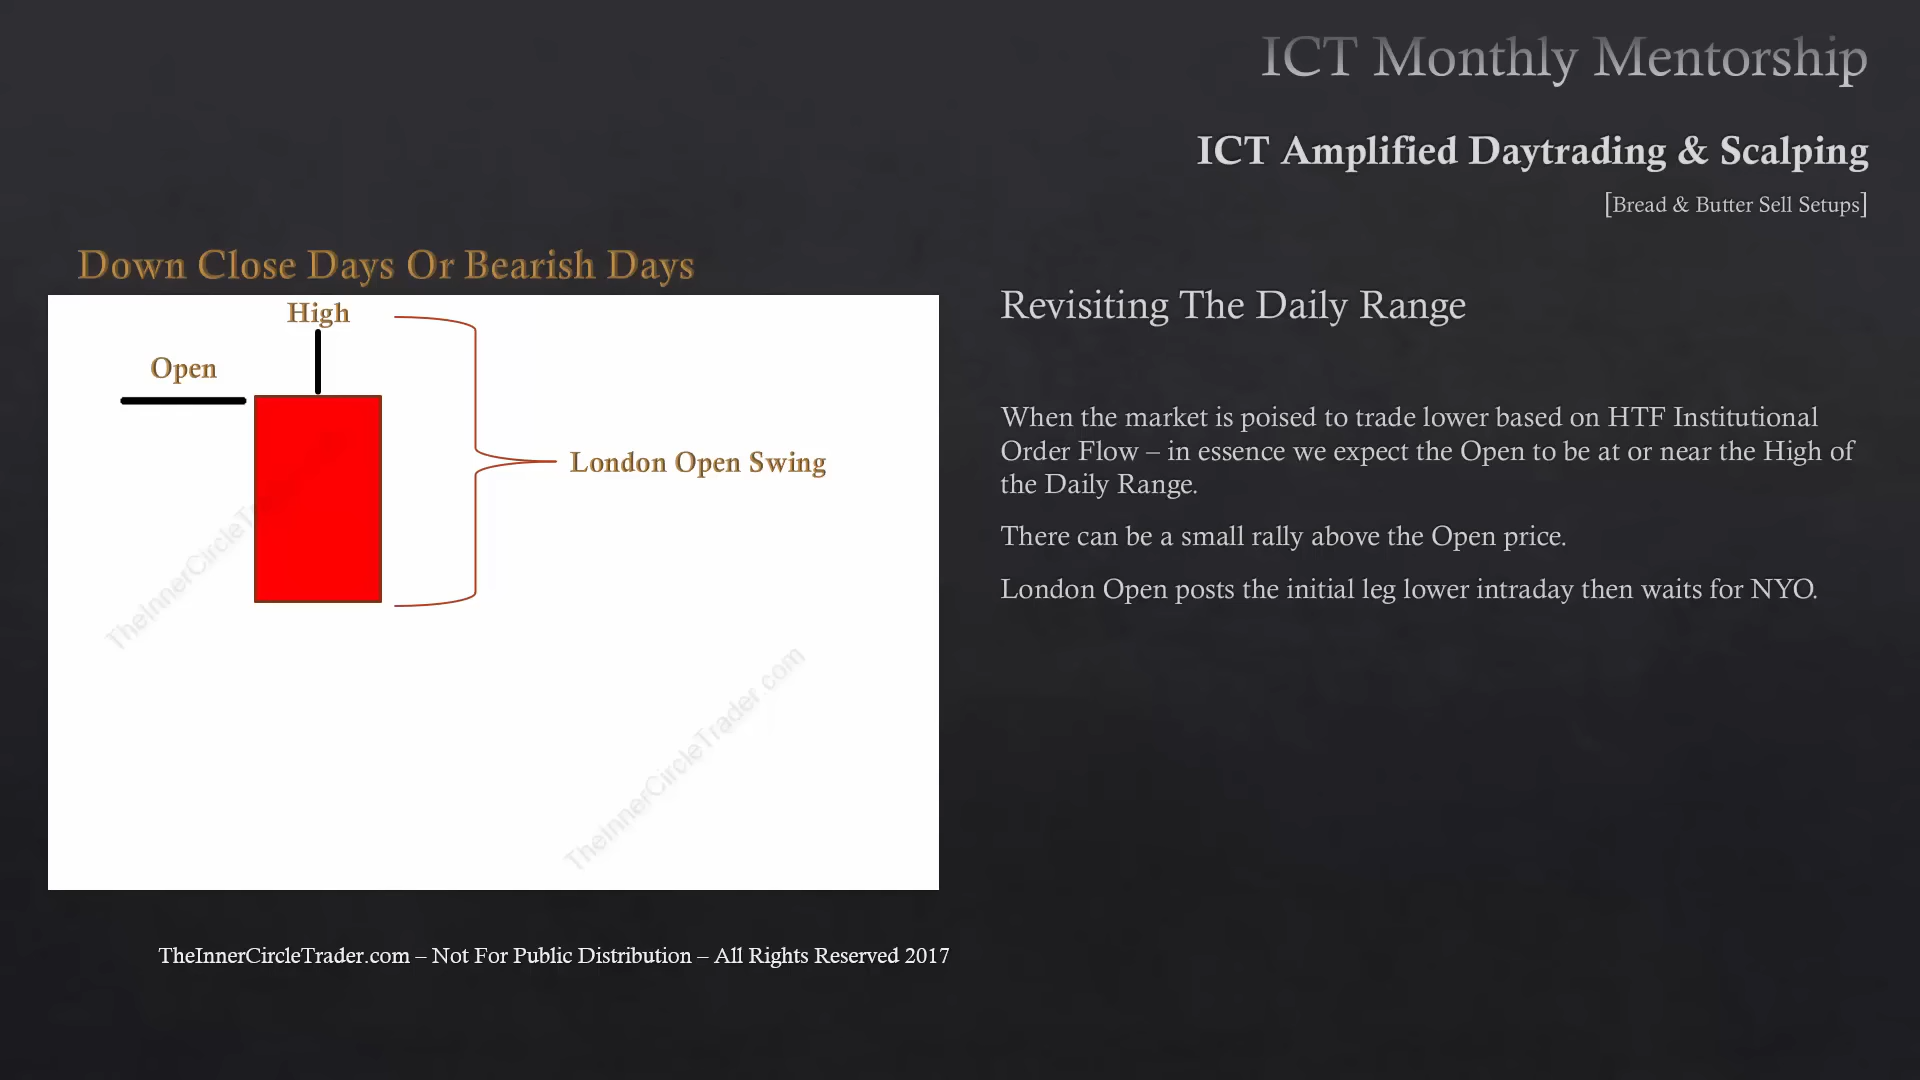 ICT Monthly Mentorship
ICT Amplified Daytrading & Scalping
[Bread & Butter Sell Setups]
Down Close Days Or Bearish Days
High
Open
London Open Swing
TheInnerCircleTr
TheInnerCircleTrader.com
Revisiting The Daily Range
When the market is poised to trade lower based on HTF Institutional
Order Flow – in essence we expect the Open to be at or near the High of
the Daily Range.
There can be a small rally above the Open price.
London Open posts the initial leg lower intraday then waits for NYO.
TheInnerCircleTrader.com – Not For Public Distribution – All Rights Reserved 2017